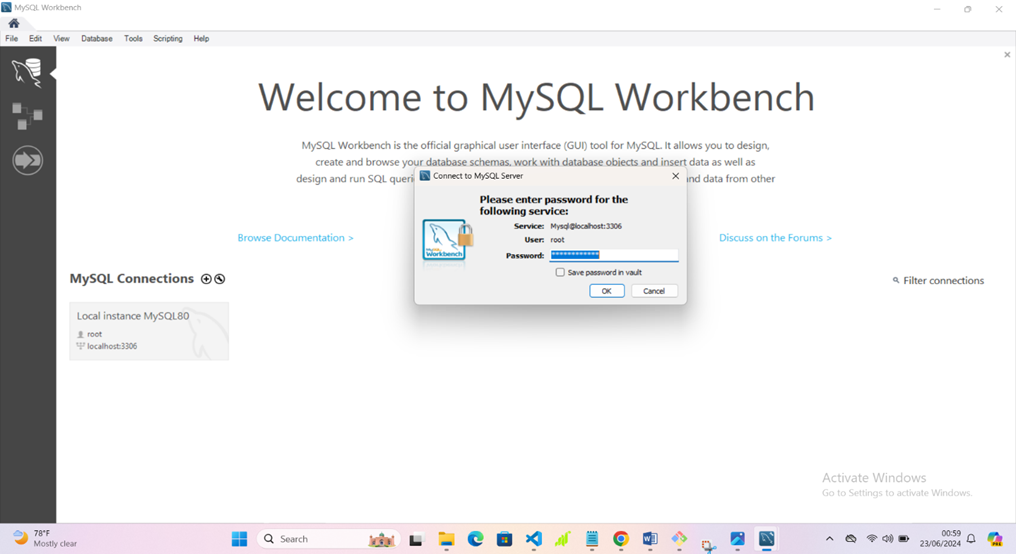 MySQL Workbench
File Edit View Database Tools Scripting Help
Welcome to MySQL Workbench
MySQL Workbench is the official graphical user interface (GUI) tool for MySQL. It allows you to design,
create and browse your database schemas, work with database objects and insert data as well as
design and run SQL
and data from other
Connect to MySQL Server
Please enter password for the
following service:
Service: Mysql@localhost:3306
User: root
Password: ************
Save password in vault
OK Cancel
MySQL Workbench
Browse Documentation >
Discuss on the Forums >
MySQL Connections
Filter connections
Local instance MySQL80
root
localhost:3306
Activate Windows
Go to Settings to activate Windows.
78°F
Mostly clear
Search
00:59
23/06/2024